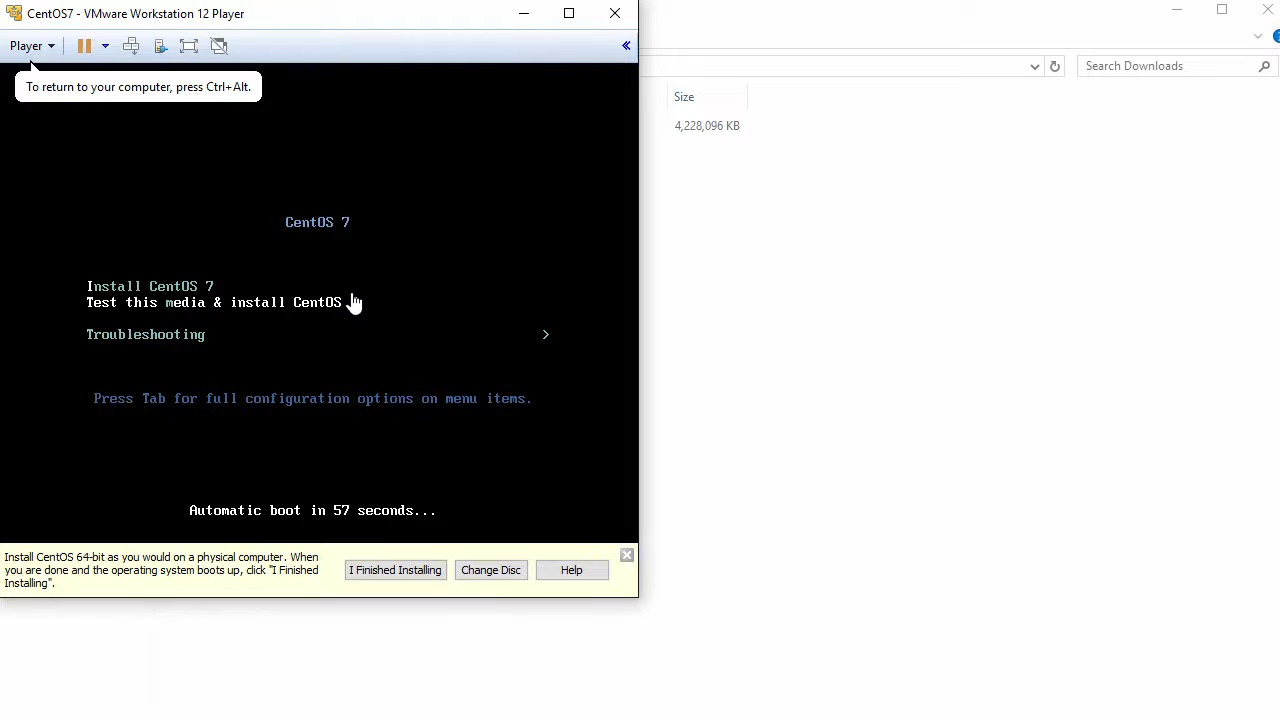 CentOS7 - VMware Workstation 12 Player
Player
To return to your computer, press Ctrl+Alt.
Search Downloads
Size
4,228,096 KB
CentOS 7
Install CentOS 7
Test this media & install CentOS
Troubleshooting >
Press Tab for full configuration options on menu items.
Automatic boot in 57 seconds...
Install CentOS 64-bit as you would on a physical computer. When
you are done and the operating system boots up, click "I Finished
Installing".
I Finished Installing
Change Disc
Help